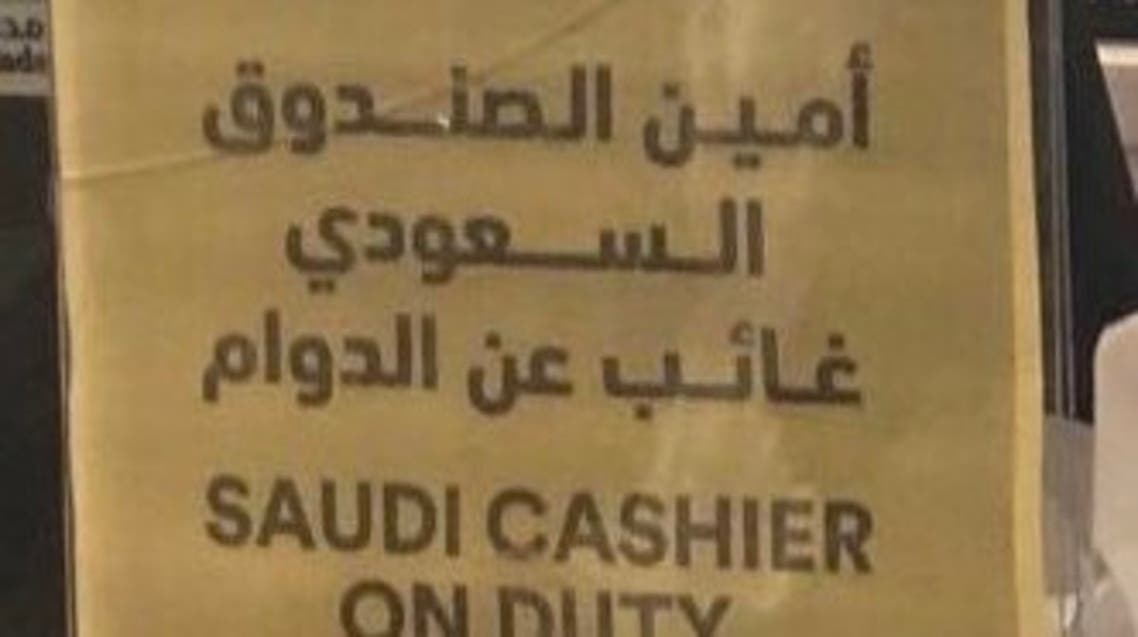 أمين الصندوق
السعودي
غائب عن الدوام
SAUDI CASHIER
ON DUTY